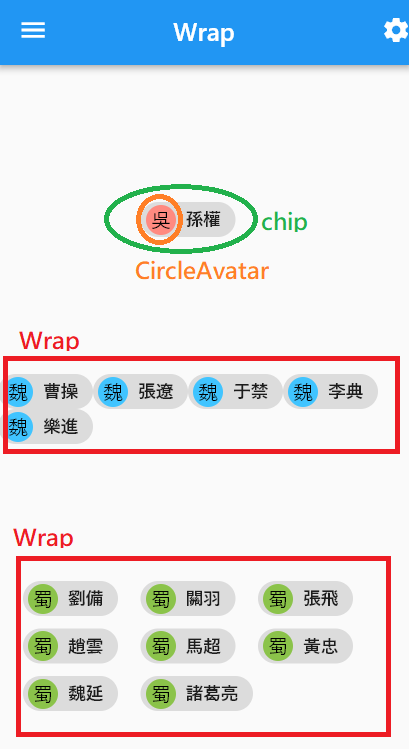 Wrap
吳 孫權
chip
CircleAvatar
Wrap
魏 曹操 魏 張遼 魏 于禁 魏 李典
魏 樂進
Wrap
蜀 劉備 蜀 關羽 蜀 張飛
蜀 趙雲 蜀 馬超 蜀 黃忠
蜀 魏延 蜀 諸葛亮